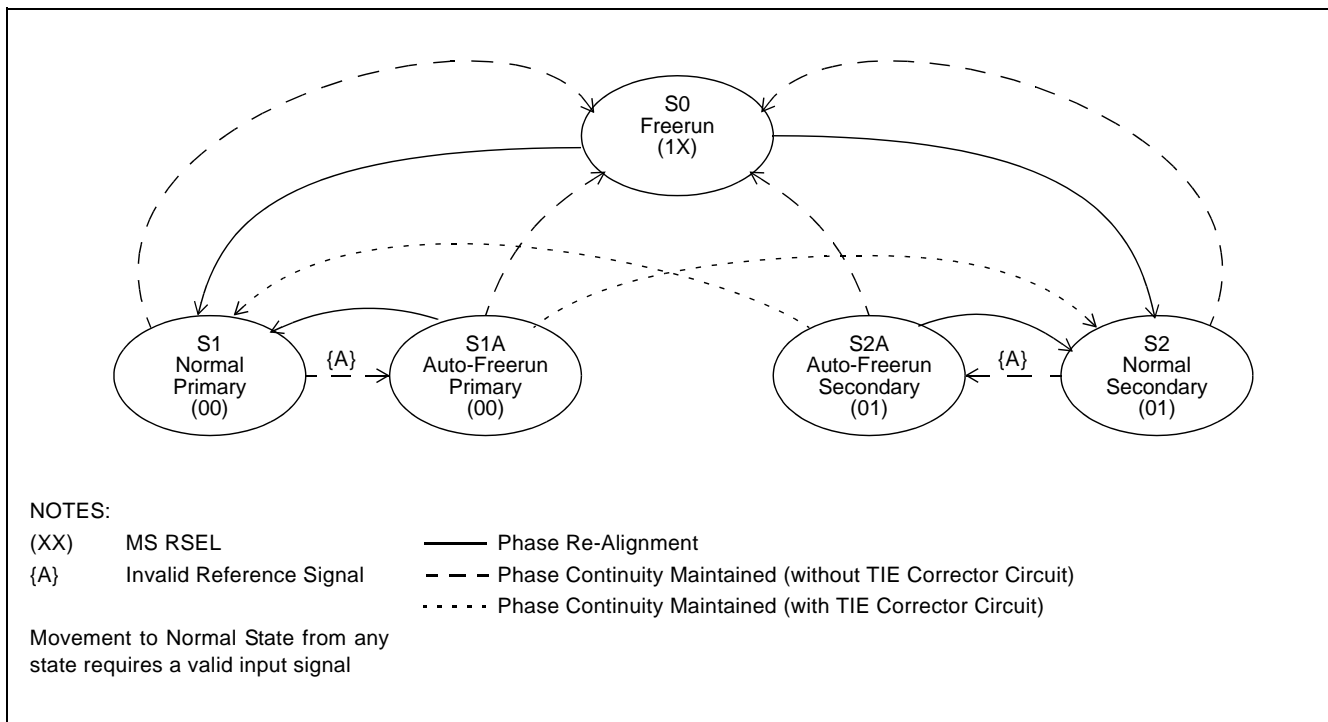 S0
Freerun
(1X)
S1
Normal
Primary
(00)
{A}
S1A
Auto-Freerun
Primary
(00)
S2A
Auto-Freerun
Secondary
(01)
{A}
S2
Normal
Secondary
(01)
NOTES:
(XX) MS RSEL
{A} Invalid Reference Signal
Movement to Normal State from any
state requires a valid input signal
Phase Re-Alignment
Phase Continuity Maintained (without TIE Corrector Circuit)
Phase Continuity Maintained (with TIE Corrector Circuit)